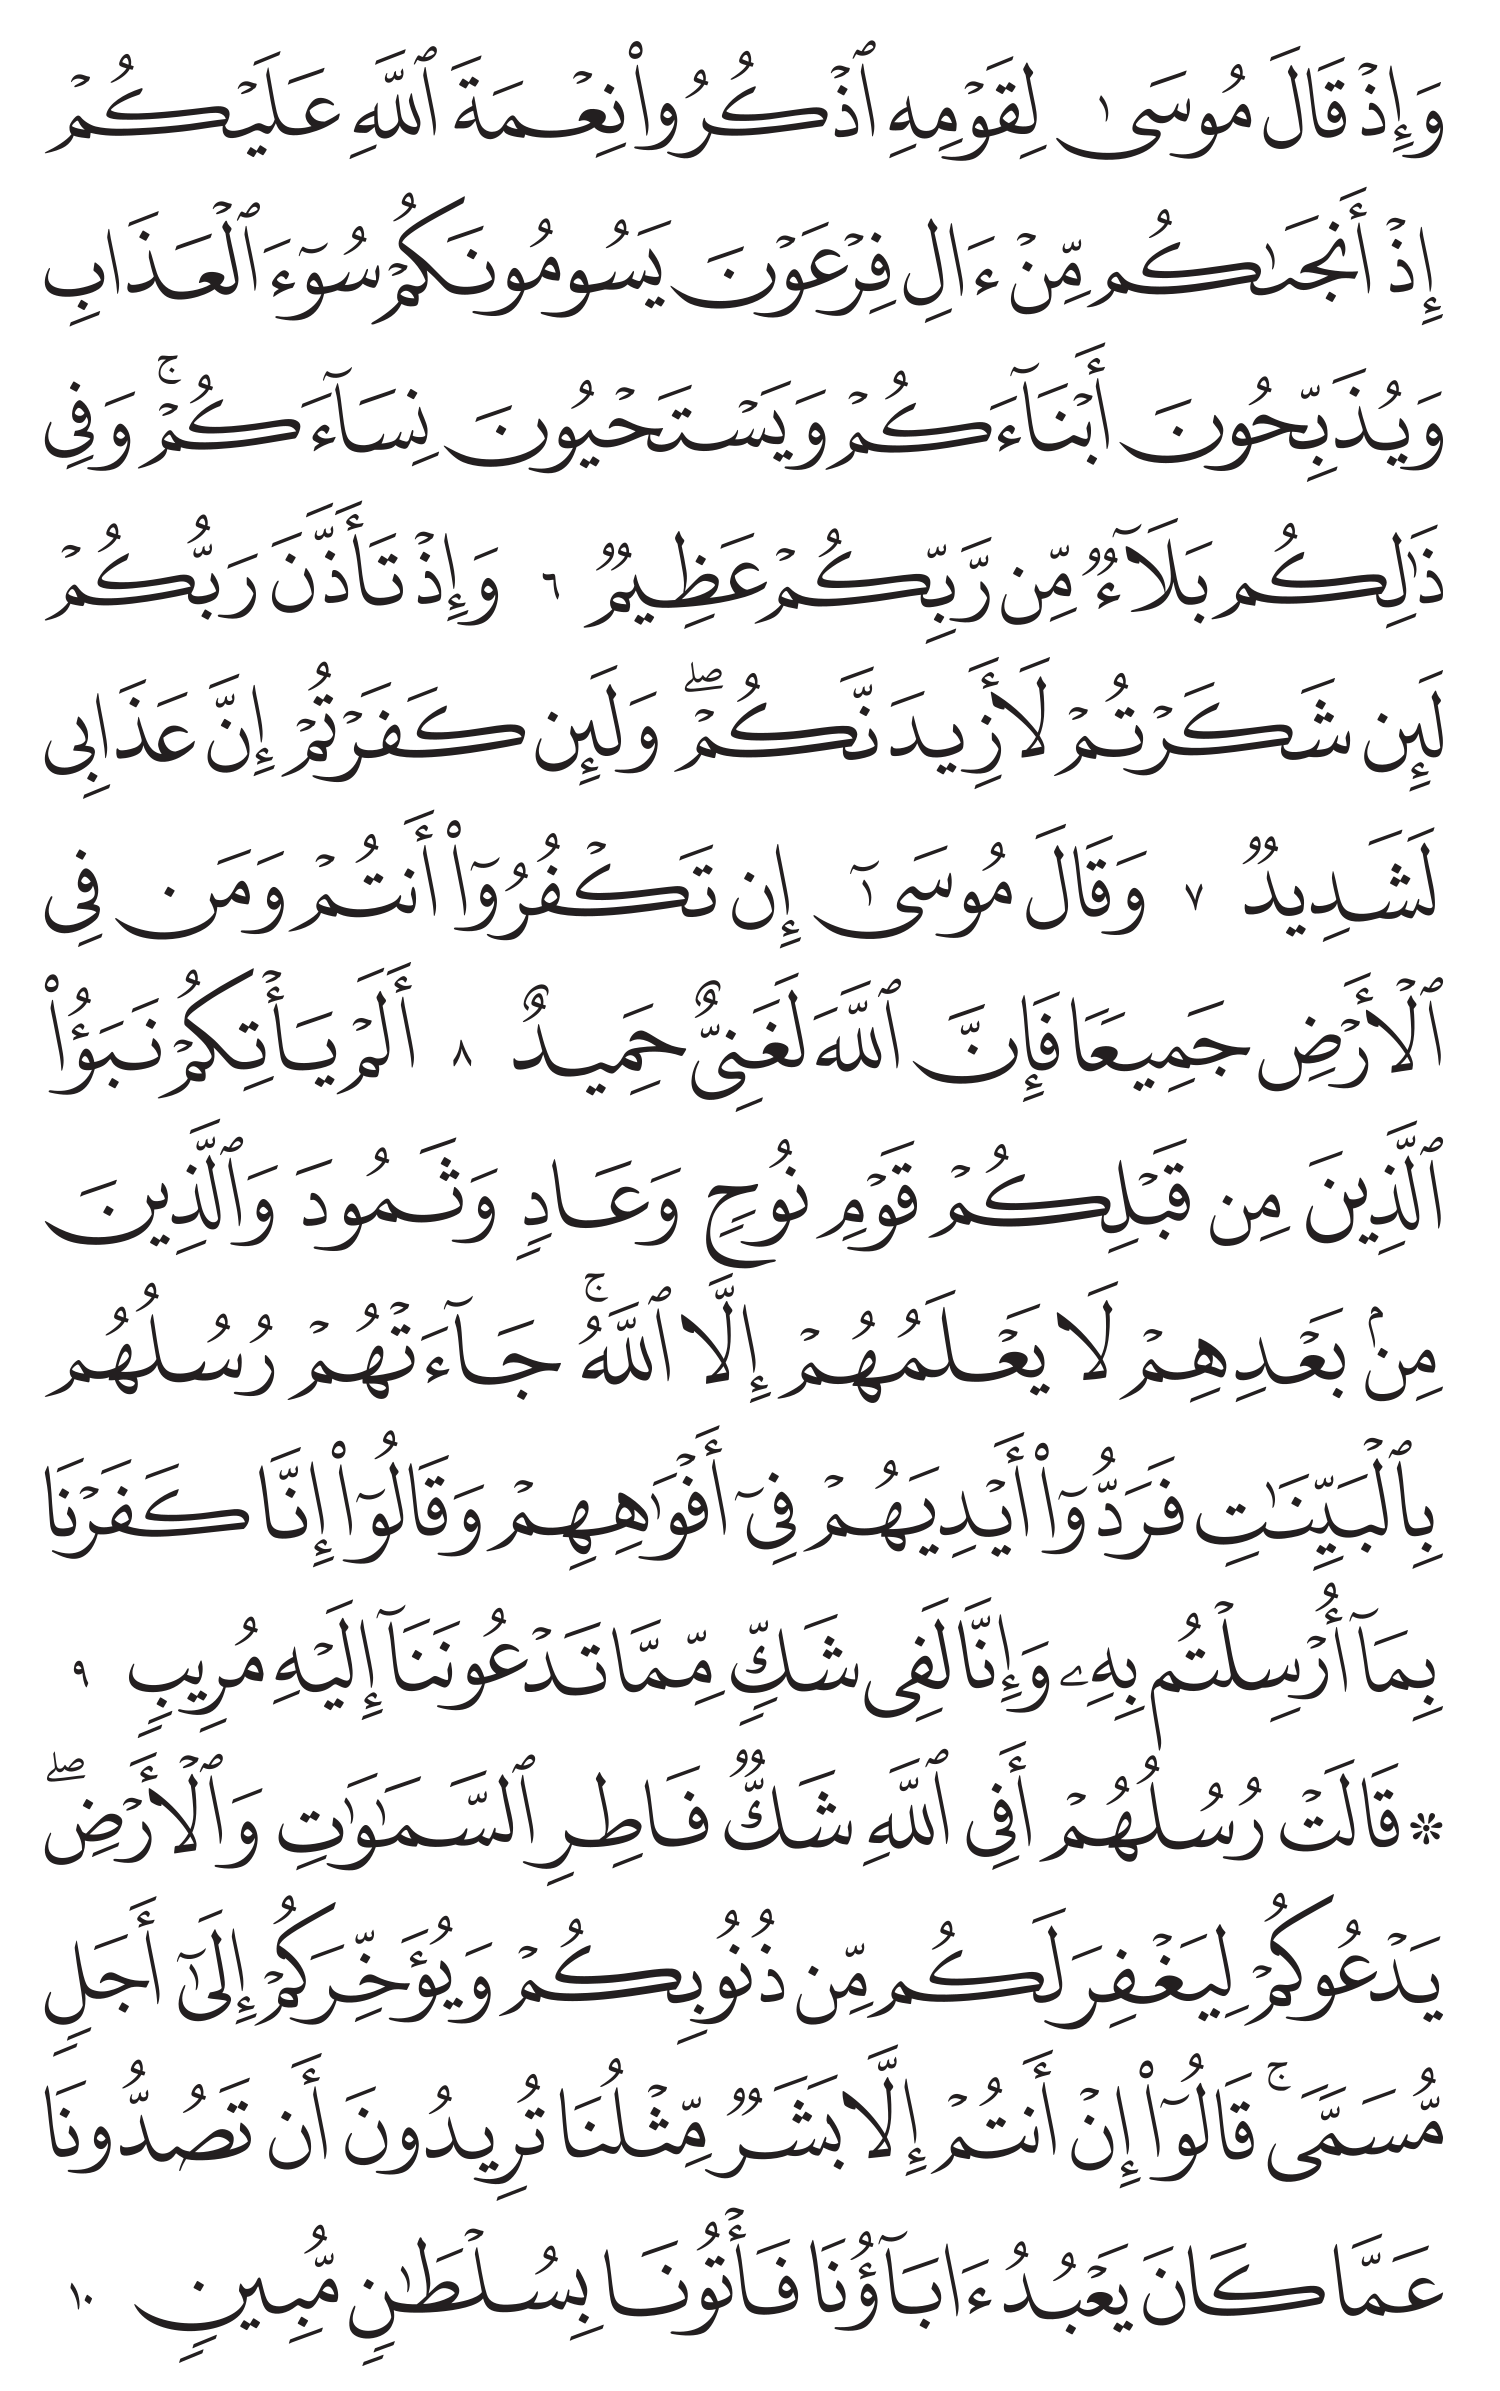 وَإِذۡ قَالَ مُوسَىٰ لِقَوۡمِهِ ٱذۡكُرُواْ نِعۡمَةَ ٱللَّهِ عَلَيۡكُمۡ
إِذۡ أَنجَىٰكُم مِّنۡ ءَالِ فِرۡعَوۡنَ يَسُومُونَكُمۡ سُوٓءَ ٱلۡعَذَابِ
وَيُذَبِّحُونَ أَبۡنَآءَكُمۡ وَيَسۡتَحۡيُونَ نِسَآءَكُمۡۚ وَفِي
ذَٰلِكُم بَلَآءٞ مِّن رَّبِّكُمۡ عَظِيمٞ ٦ وَإِذۡ تَأَذَّنَ رَبُّكُمۡ
لَئِن شَكَرۡتُمۡ لَأَزِيدَنَّكُمۡۖ وَلَئِن كَفَرۡتُمۡ إِنَّ عَذَابِي
لَشَدِيدٞ ٧ وَقَالَ مُوسَىٰٓ إِن تَكۡفُرُوٓاْ أَنتُمۡ وَمَن فِي
ٱلۡأَرۡضِ جَمِيعٗا فَإِنَّ ٱللَّهَ لَغَنِيٌّ حَمِيدٌ ٨ أَلَمۡ يَأۡتِكُمۡ نَبَؤُاْ
ٱلَّذِينَ مِن قَبۡلِكُمۡ قَوۡمِ نُوحٖ وَعَادٖ وَثَمُودَ وَٱلَّذِينَ
مِنۢ بَعۡدِهِمۡ لَا يَعۡلَمُهُمۡ إِلَّا ٱللَّهُۚ جَآءَتۡهُمۡ رُسُلُهُم
بِٱلۡبَيِّنَٰتِ فَرَدُّوٓاْ أَيۡدِيَهُمۡ فِيٓ أَفۡوَٰهِهِمۡ وَقَالُوٓاْ إِنَّا كَفَرۡنَا
بِمَآ أُرۡسِلۡتُم بِهِۦ وَإِنَّا لَفِي شَكّٖ مِّمَّا تَدۡعُونَنَآ إِلَيۡهِ مُرِيبٖ ٩
۞قَالَتۡ رُسُلُهُمۡ أَفِي ٱللَّهِ شَكّٞ فَاطِرِ ٱلسَّمَٰوَٰتِ وَٱلۡأَرۡضِۖ
يَدۡعُوكُمۡ لِيَغۡفِرَ لَكُم مِّن ذُنُوبِكُمۡ وَيُؤَخِّرَكُمۡ إِلَىٰٓ أَجَلٖ
مُّسَمّٗىۚ قَالُوٓاْ إِنۡ أَنتُمۡ إِلَّا بَشَرٞ مِّثۡلُنَا تُرِيدُونَ أَن تَصُدُّونَا
عَمَّا كَانَ يَعۡبُدُ ءَابَآؤُنَا فَأۡتُونَا بِسُلۡطَٰنٖ مُّبِينٖ ١٠